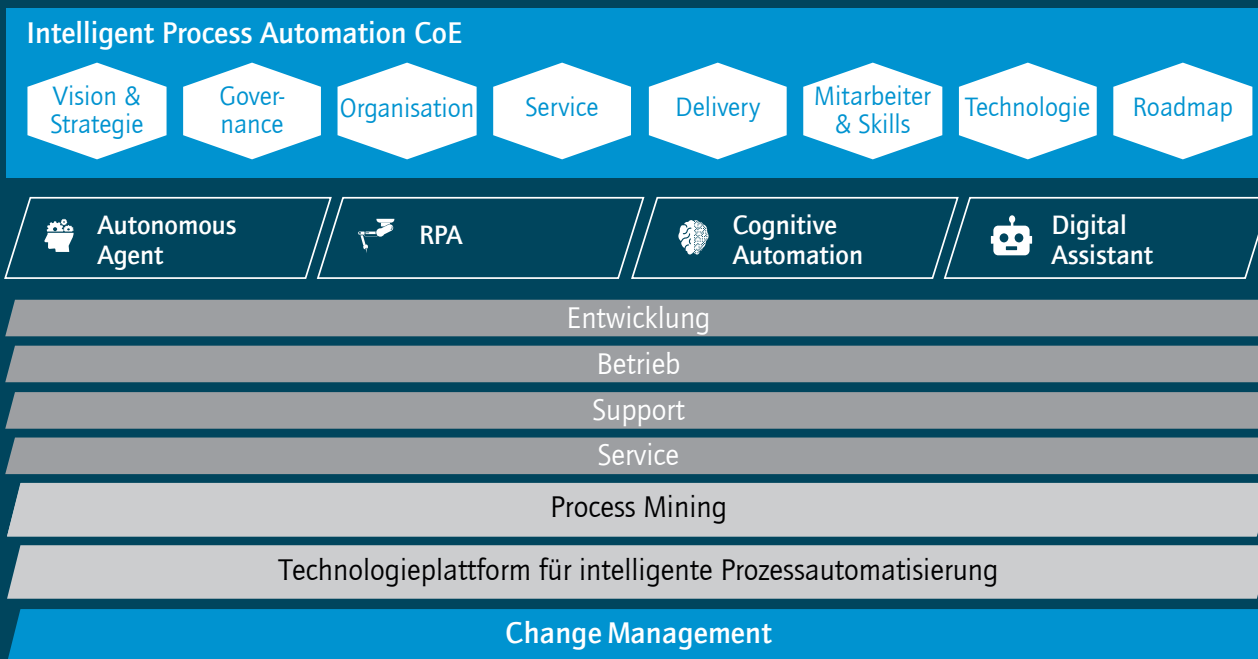 Intelligent Process Automation CoE
Vision &
Strategie
Gover-
nance
Organisation
Service
Delivery
Mitarbeiter
& Skills
Technologie
Roadmap
Autonomous
Agent
RPA
Cognitive
Automation
Digital
Assistant
Entwicklung
Betrieb
Support
Service
Process Mining
Technologieplattform für intelligente Prozessautomatisierung
Change Management